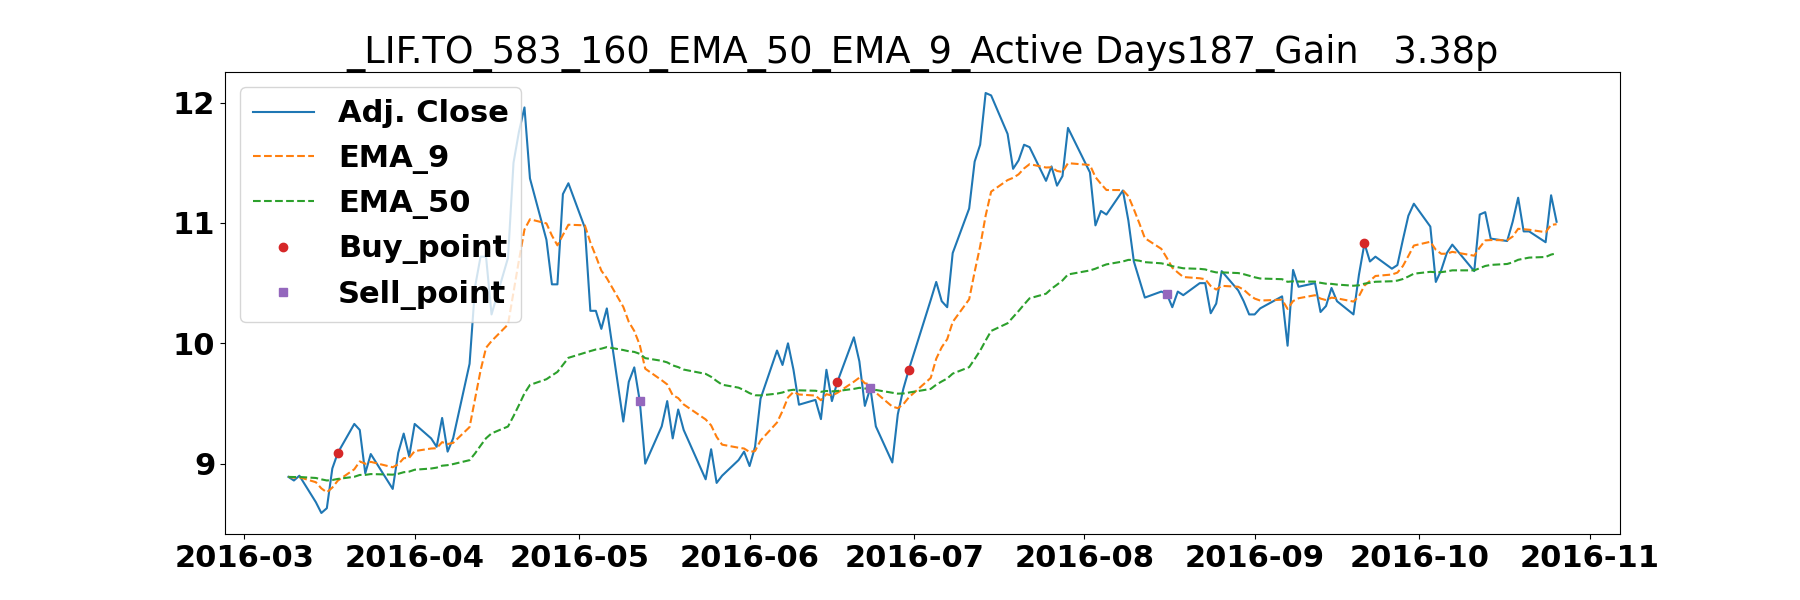 _LIF.TO_583_160_EMA_50_EMA_9_Active Days187_Gain   3.38p
12
11
10
9
Adj. Close
EMA_9
EMA_50
Buy_point
Sell_point
2016-03 2016-04 2016-05 2016-06 2016-07 2016-08 2016-09 2016-10 2016-11